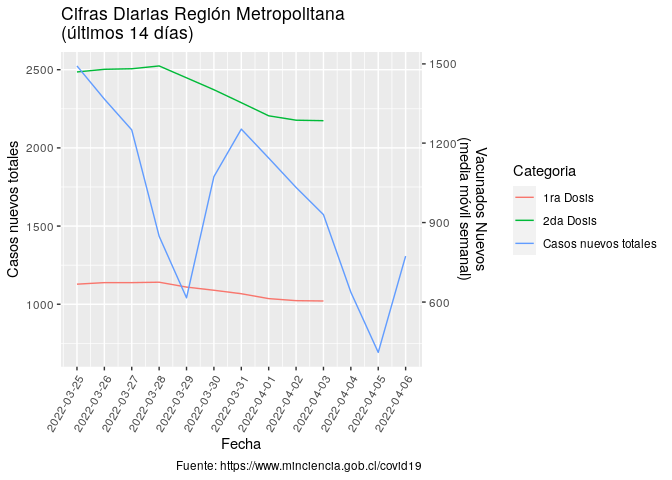 Cifras Diarias Región Metropolitana
(últimos 14 días)
2500
2000
1500
1000
Casos nuevos totales
1500
1200
900
600
Vacunados Nuevos
(media móvil semanal)
2022-03-25
2022-03-26
2022-03-27
2022-03-28
2022-03-29
2022-03-30
2022-03-31
2022-04-01
2022-04-02
2022-04-03
2022-04-04
2022-04-05
2022-04-06
Fecha
Categoria
1ra Dosis
2da Dosis
Casos nuevos totales
Fuente: https://www.minciencia.gob.cl/covid19